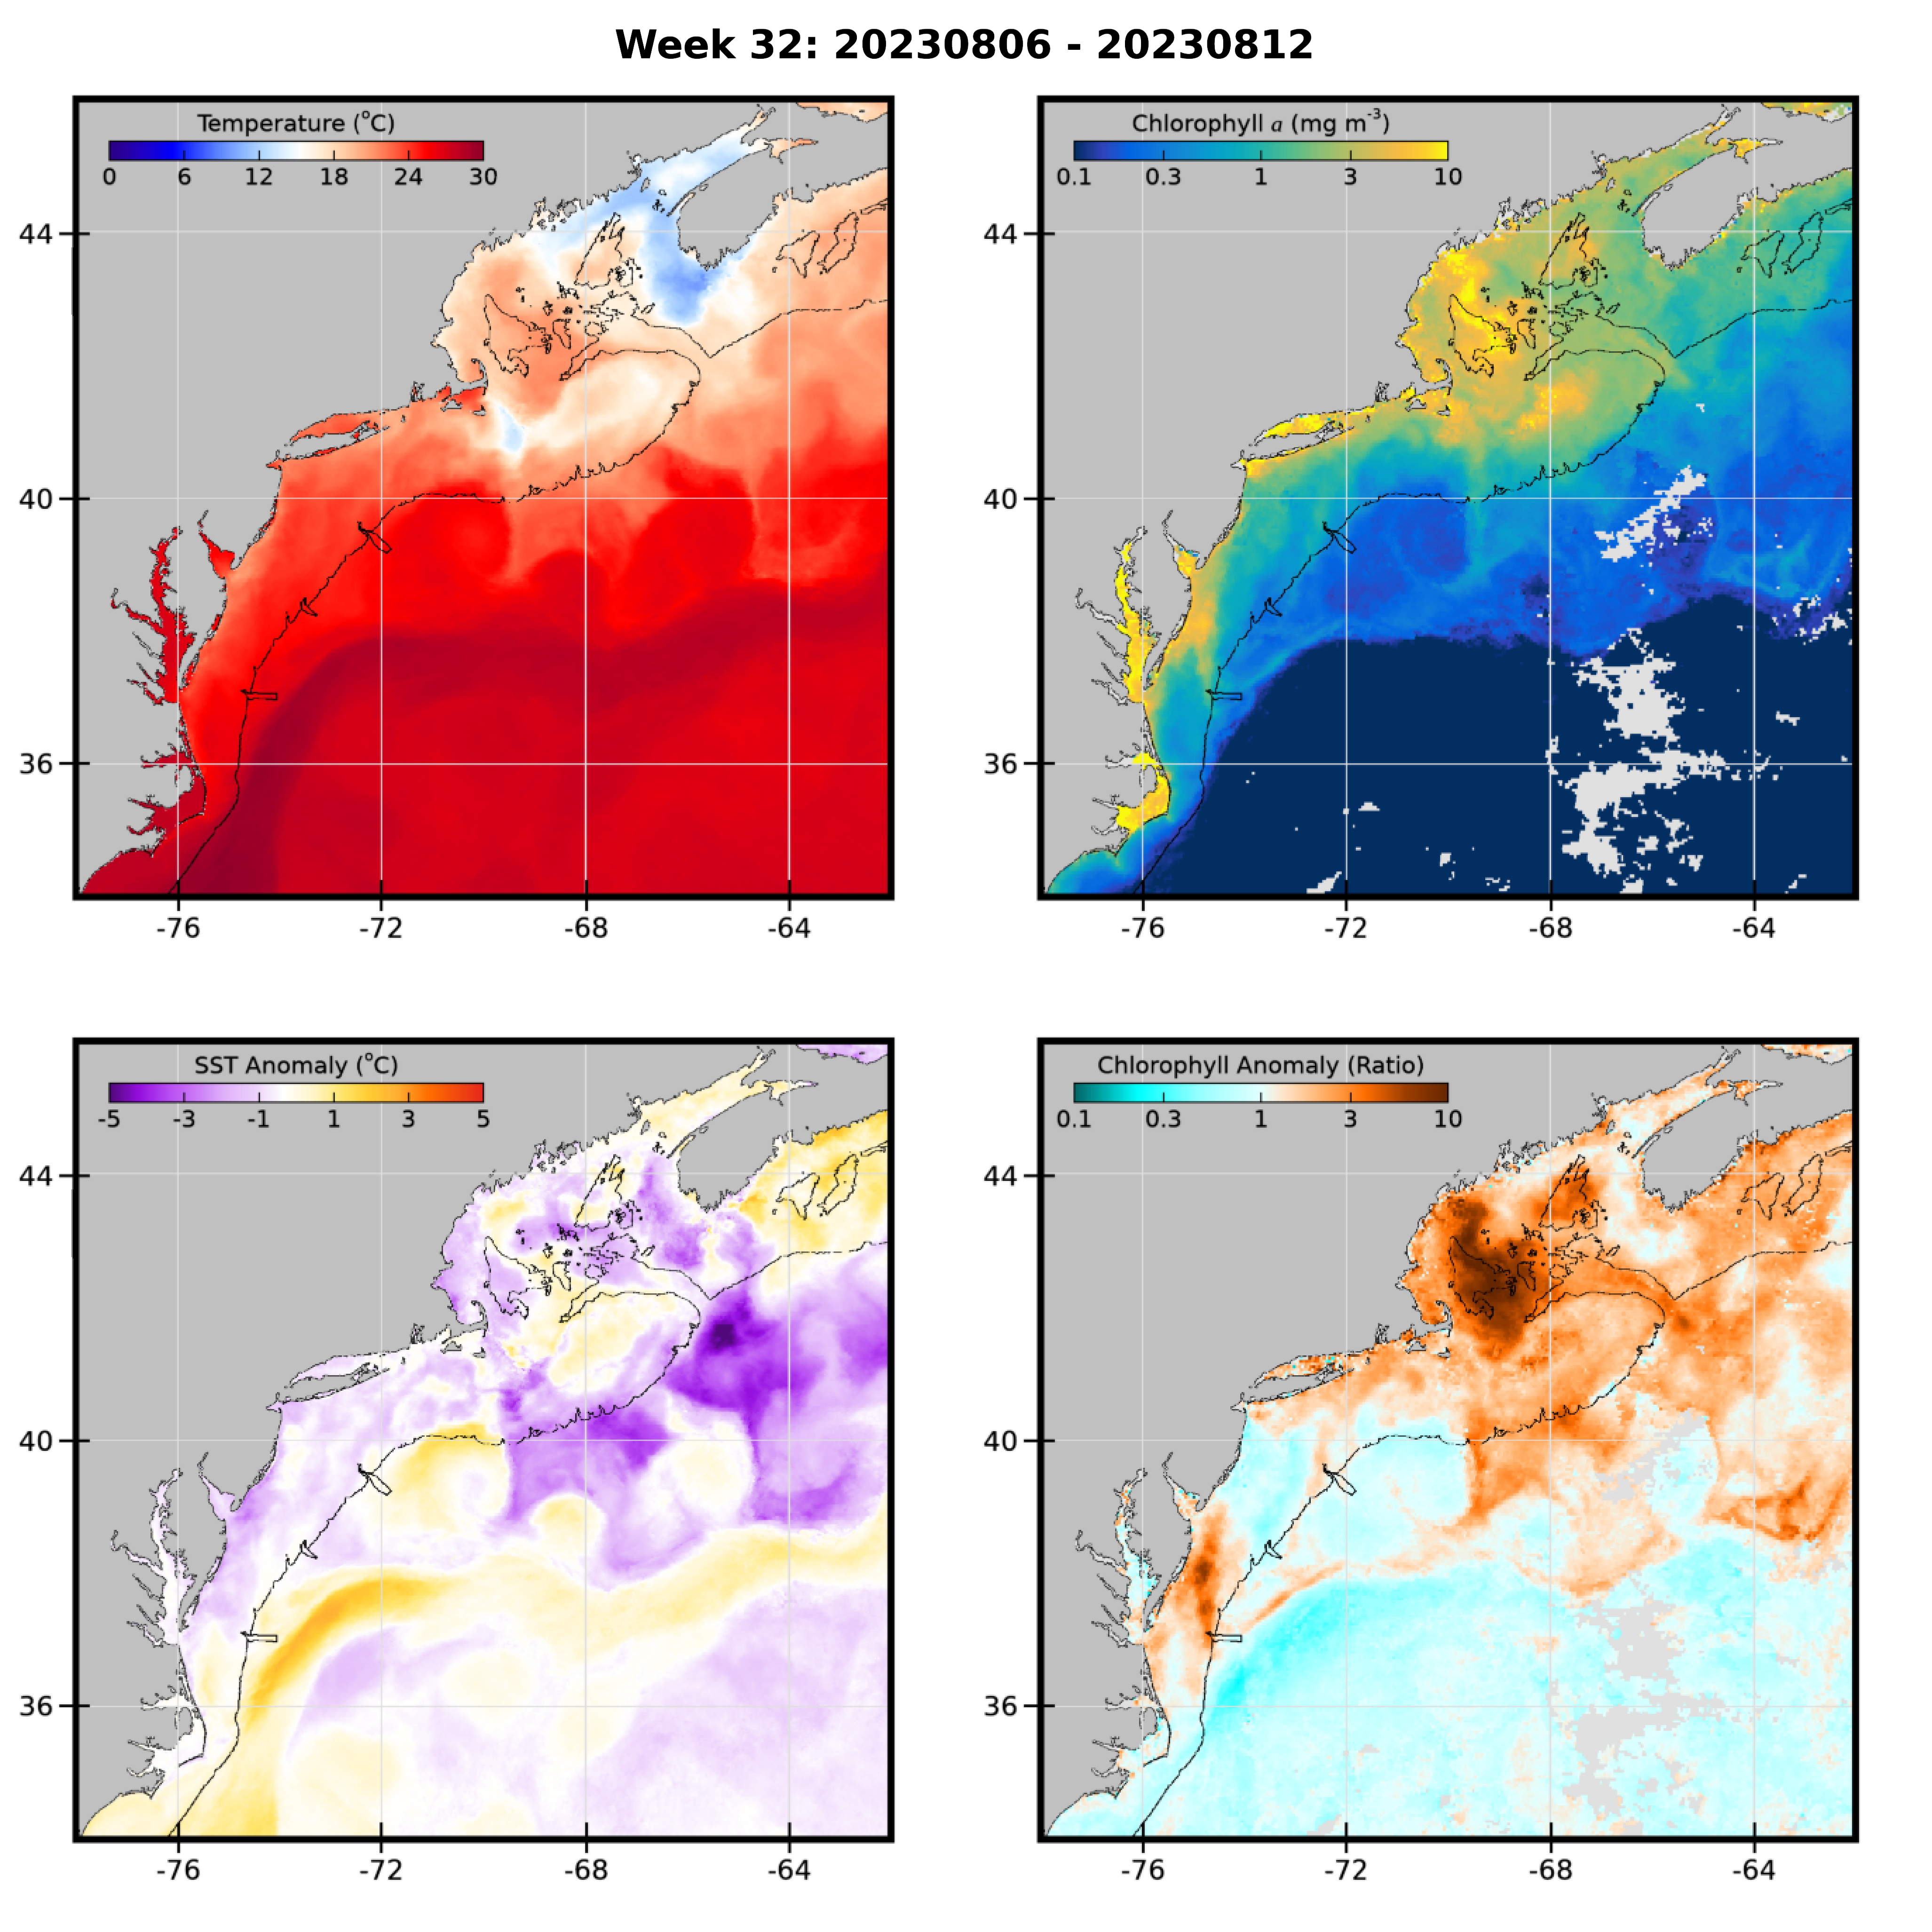 Week 32: 20230806 - 20230812
Temperature (°C)
0 6 12 18 24 30
44
40
36
-76 -72 -68 -64
Chlorophyll a (mg m⁻³)
0.1 0.3 1 3 10
44
40
36
-76 -72 -68 -64
SST Anomaly (°C)
-5 -3 -1 1 3 5
44
40
36
-76 -72 -68 -64
Chlorophyll Anomaly (Ratio)
0.1 0.3 1 3 10
44
40
36
-76 -72 -68 -64